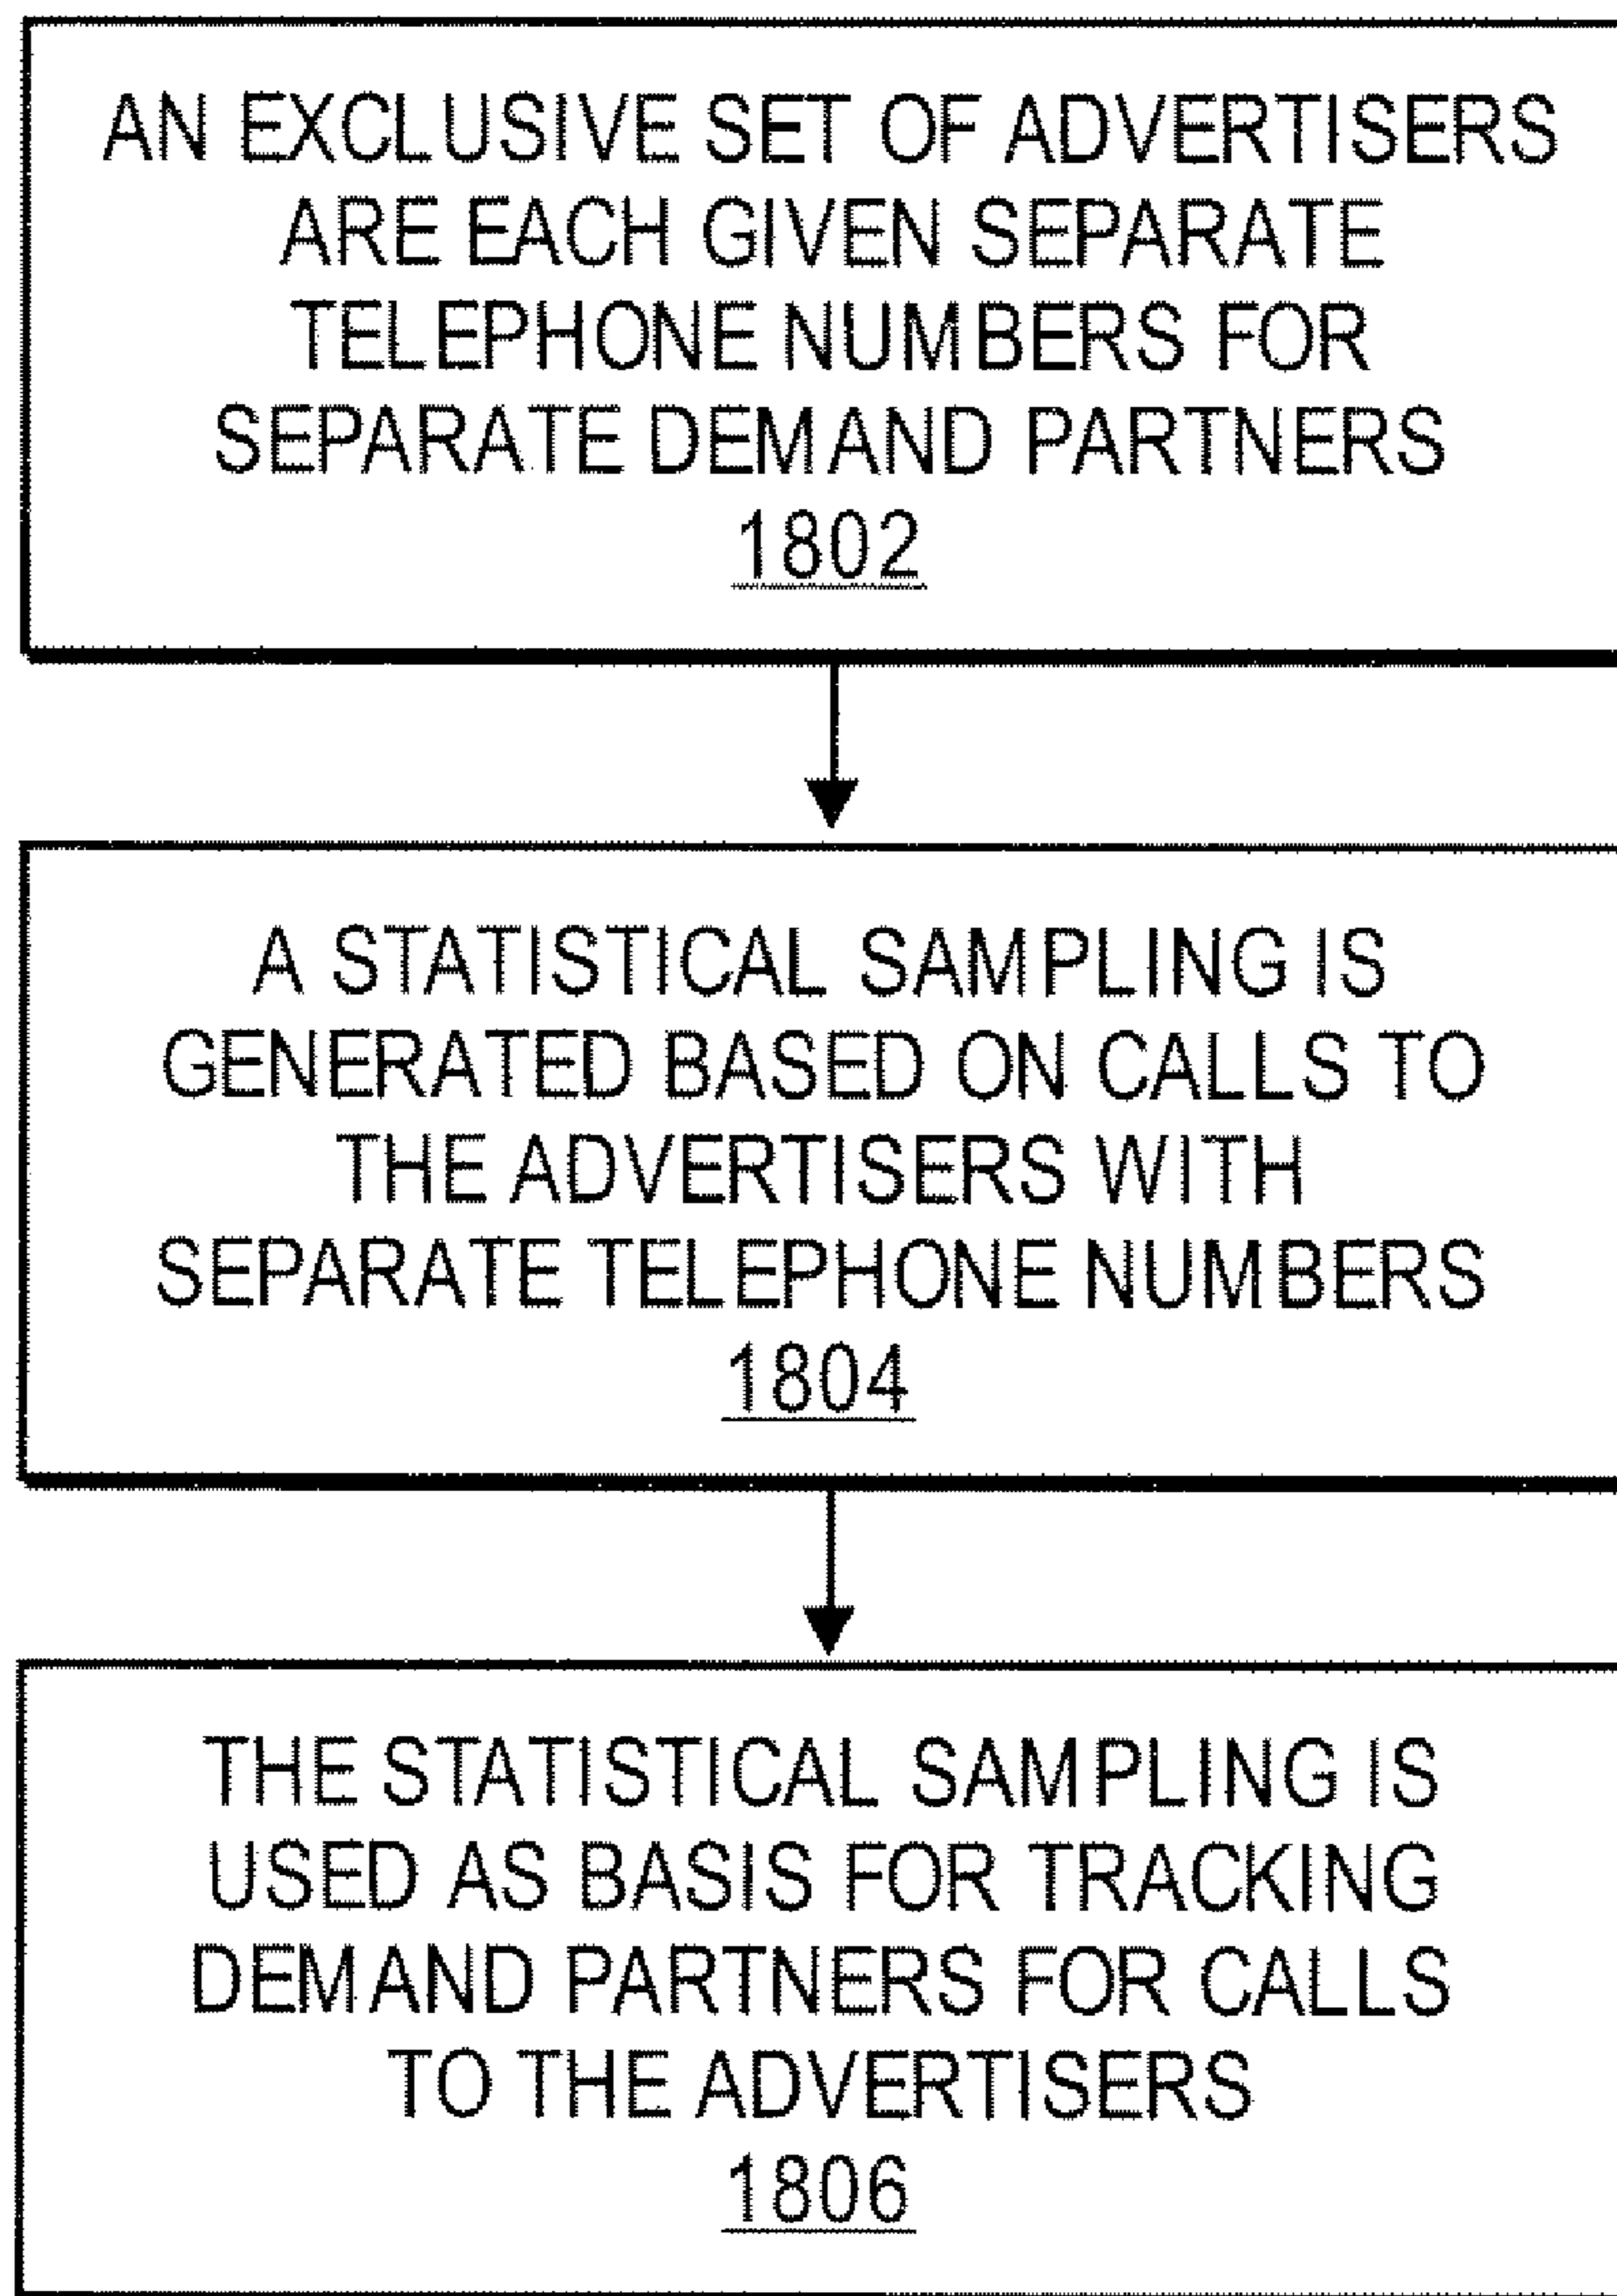 AN EXCLUSIVE SET OF ADVERTISERS
ARE EACH GIVEN SEPARATE
TELEPHONE NUMBERS FOR
SEPARATE DEMAND PARTNERS
1802
A STATISTICAL SAMPLING IS
GENERATED BASED ON CALLS TO
THE ADVERTISERS WITH
SEPARATE TELEPHONE NUMBERS
1804
THE STATISTICAL SAMPLING IS
USED AS BASIS FOR TRACKING
DEMAND PARTNERS FOR CALLS
TO THE ADVERTISERS
1806